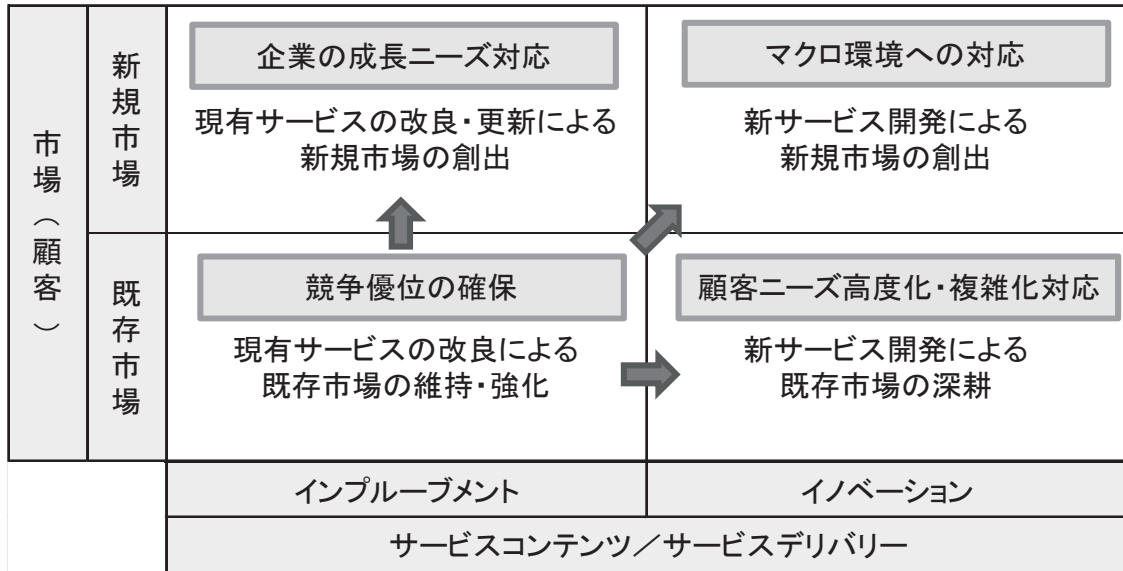 市場（顧客）
新規市場
企業の成長ニーズ対応
現有サービスの改良・更新による
新規市場の創出
マクロ環境への対応
新サービス開発による
新規市場の創出
既存市場
競争優位の確保
現有サービスの改良による
既存市場の維持・強化
顧客ニーズ高度化・複雑化対応
新サービス開発による
既存市場の深耕
インプルーブメント
イノベーション
サービスコンテンツ／サービスデリバリー